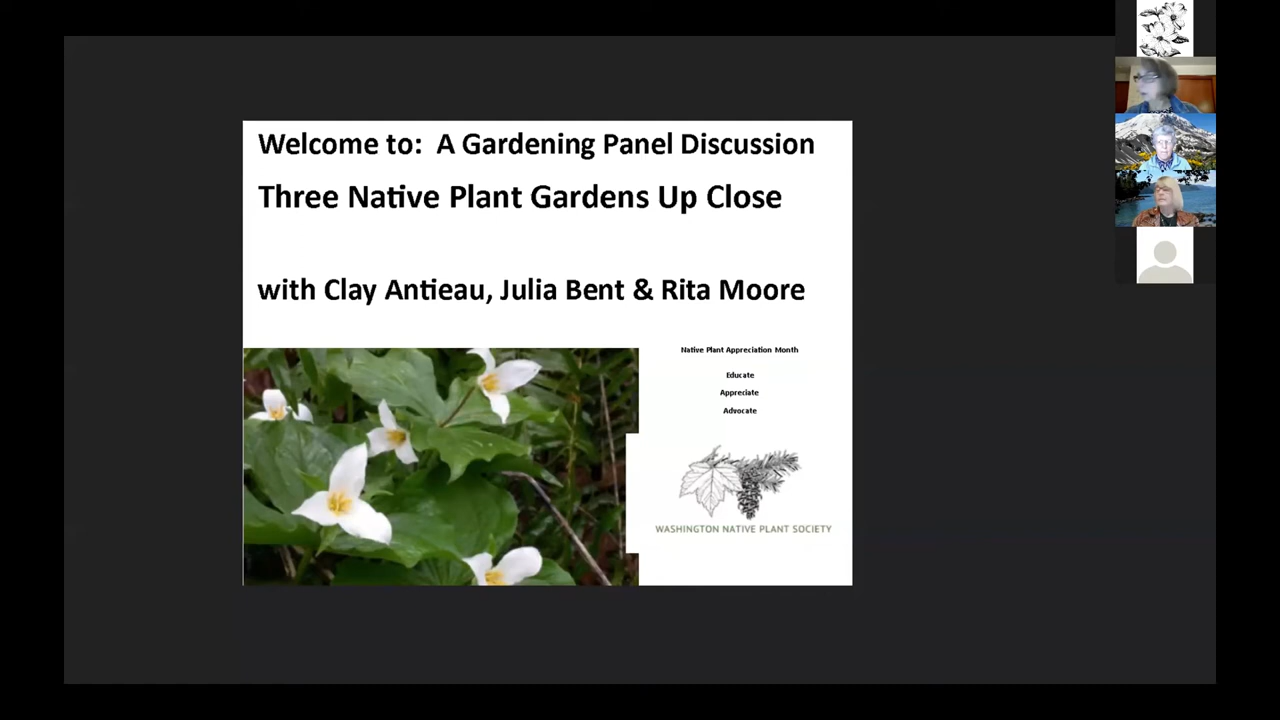 Welcome to: A Gardening Panel Discussion
Three Native Plant Gardens Up Close
with Clay Antieau, Julia Bent & Rita Moore
Native Plant Appreciation Month
Educate
Appreciate
Advocate
WASHINGTON NATIVE PLANT SOCIETY